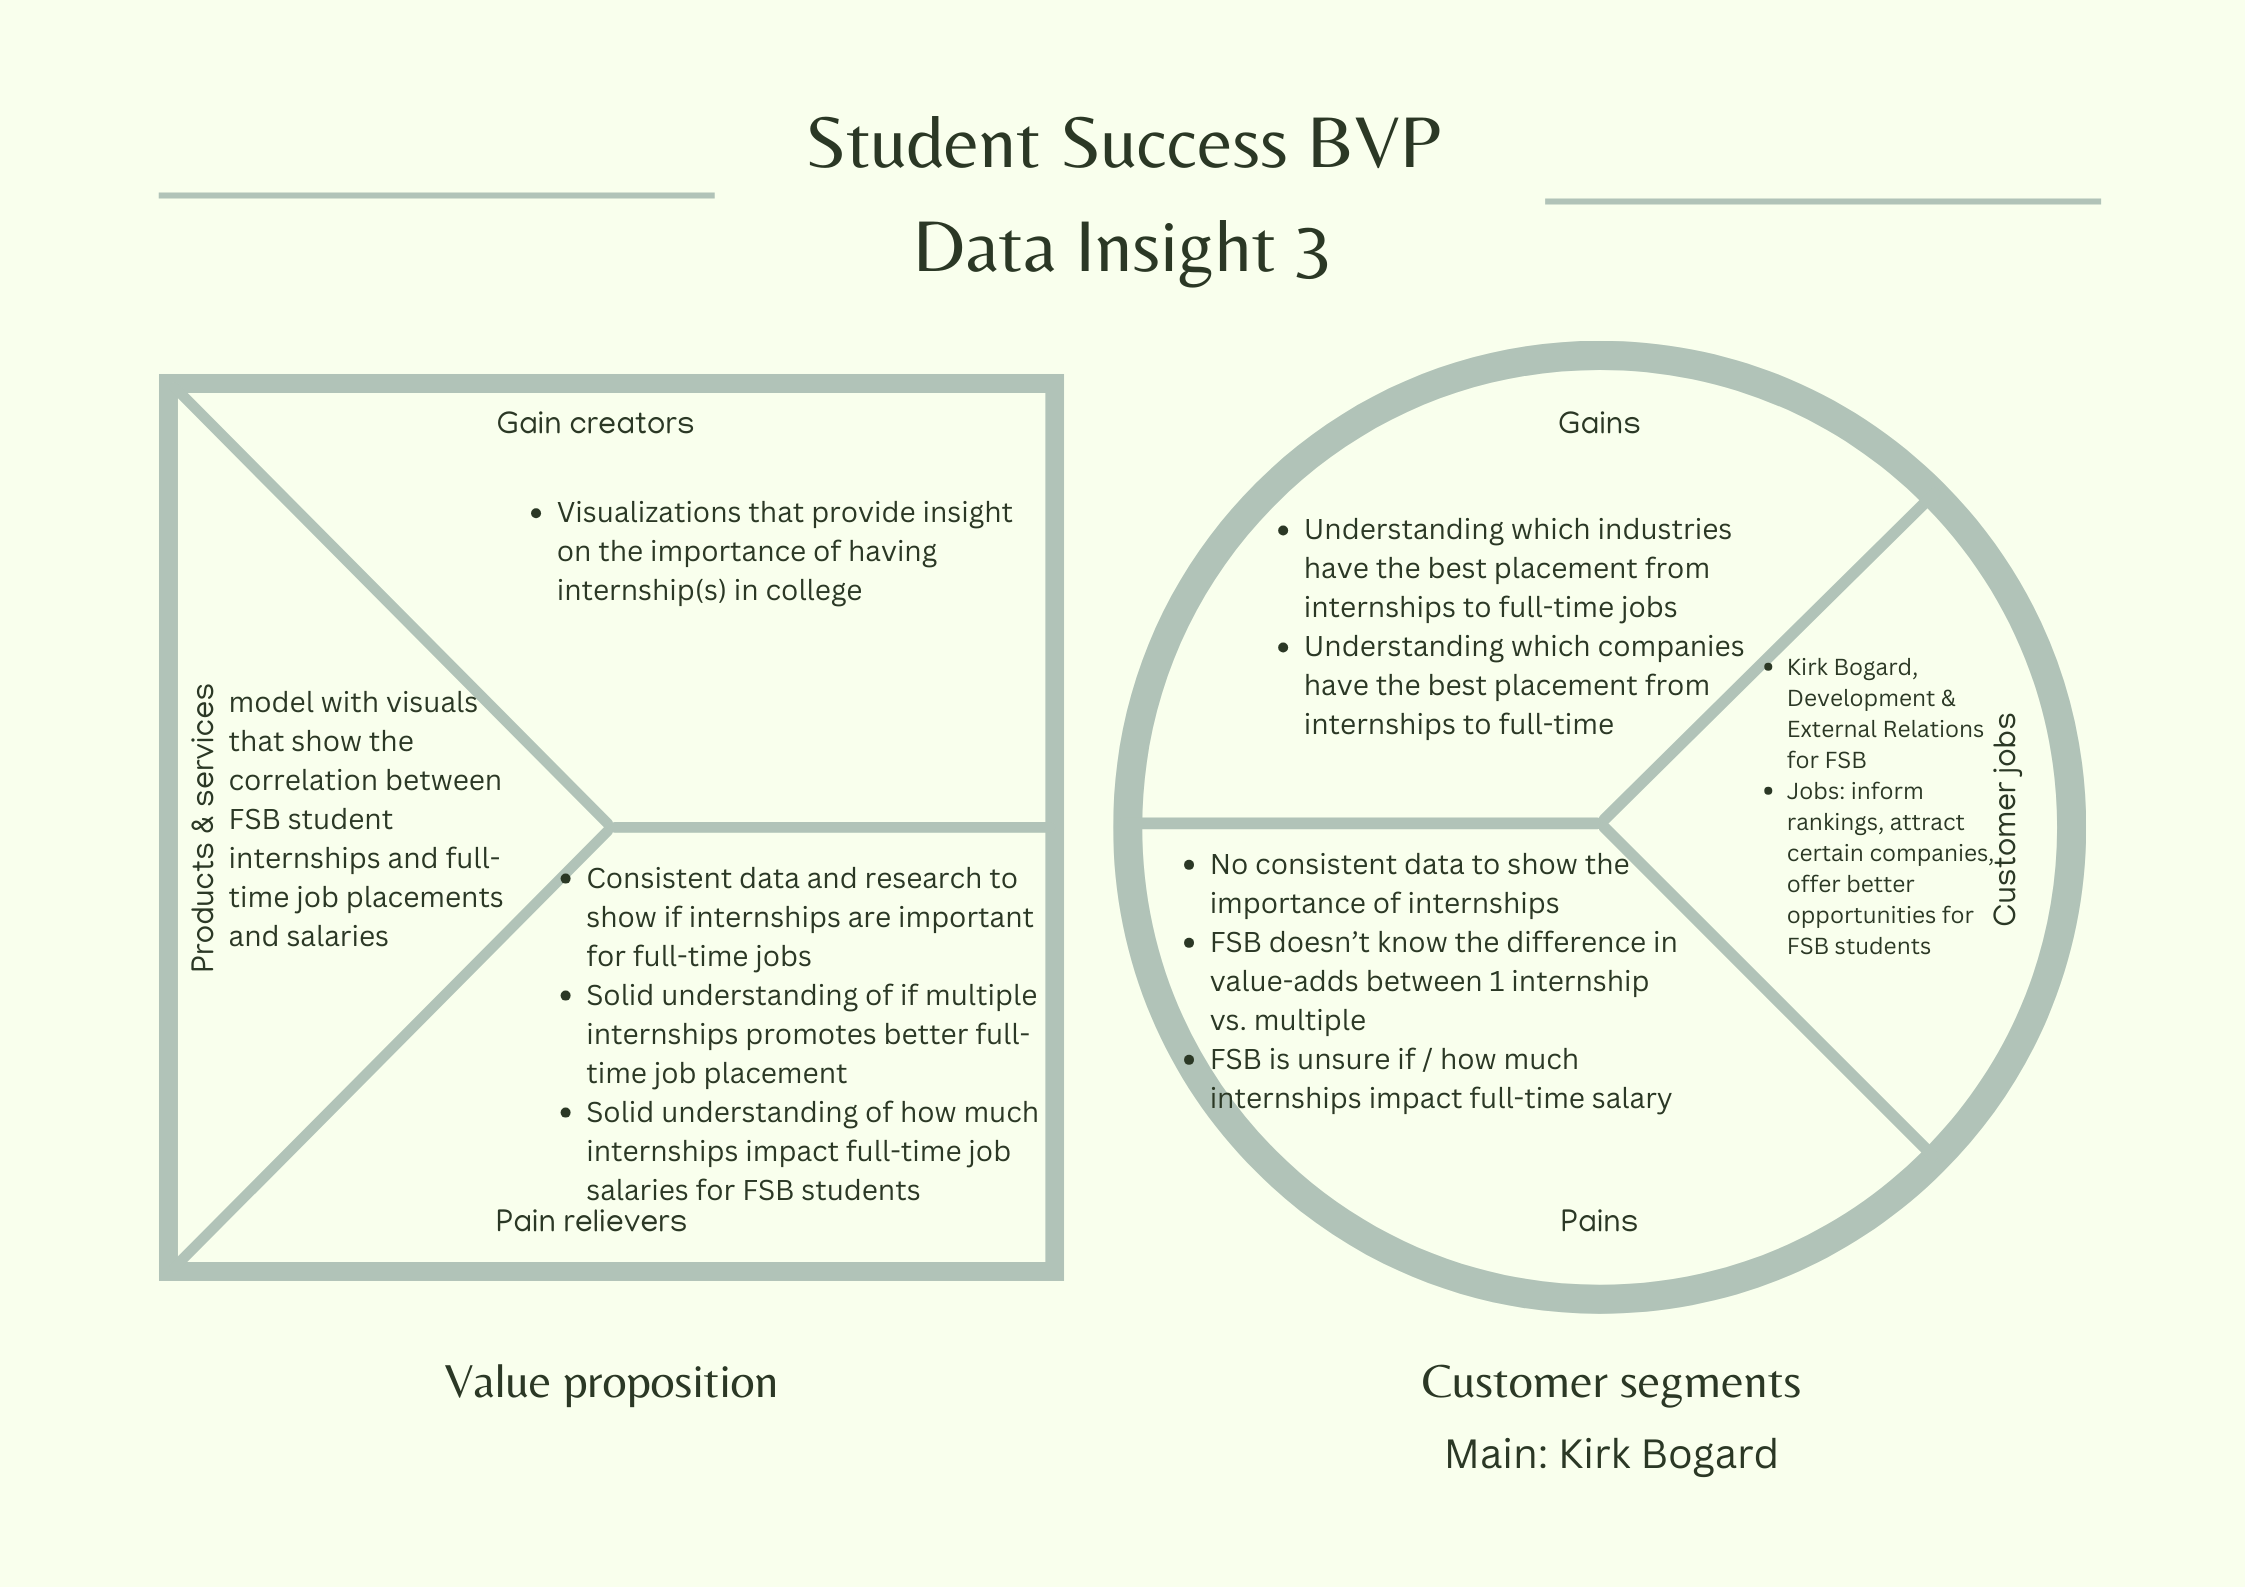 Student Success BVP
Data Insight 3
Gain creators
• Visualizations that provide insight
on the importance of having
internship(s) in college
Products & services
model with visuals
that show the
correlation between
FSB student
internships and full-
time job placements
and salaries
• Consistent data and research to
show if internships are important
for full-time jobs
• Solid understanding of if multiple
internships promotes better full-
time job placement
• Solid understanding of how much
internships impact full-time job
salaries for FSB students
Pain relievers
Value proposition
Gains
• Understanding which industries
have the best placement from
internships to full-time jobs
• Understanding which companies
have the best placement from
internships to full-time
• Kirk Bogard,
Development &
External Relations
for FSB
• Jobs: inform
rankings, attract
certain companies,
offer better
opportunities for
FSB students
Customer jobs
• No consistent data to show the
importance of internships
• FSB doesn’t know the difference in
value-adds between 1 internship
vs. multiple
• FSB is unsure if / how much
internships impact full-time salary
Pains
Customer segments
Main: Kirk Bogard